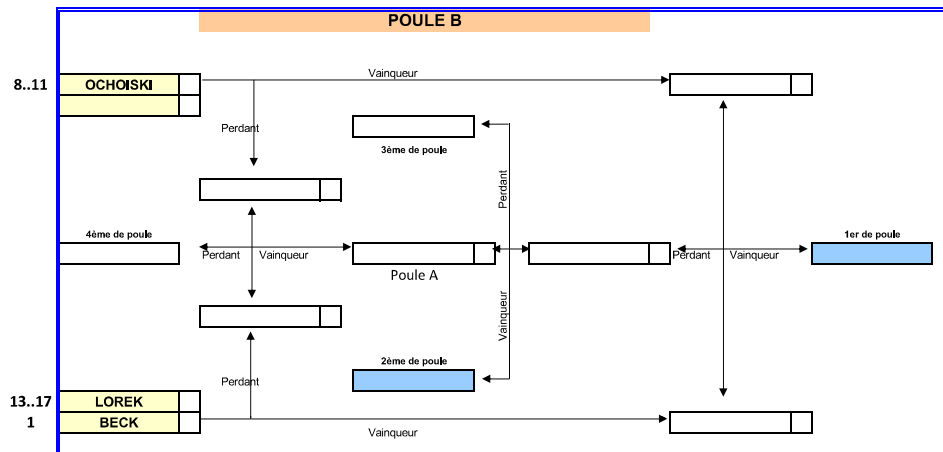 POULE B
Vainqueur
8..11 OCHOISKI
Perdant
3ème de poule
Perdant
4ème de poule
1er de poule
Perdant Vainqueur
Perdant Vainqueur
Poule A
Vainqueur
2ème de poule
Perdant
13..17 LOREK
1 BECK
Vainqueur